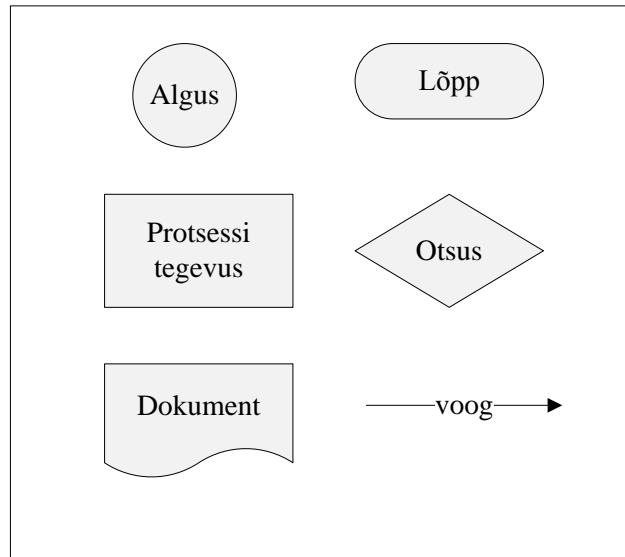 Algus
Lõpp
Protsessi
tegevus
Otsus
Dokument
voog